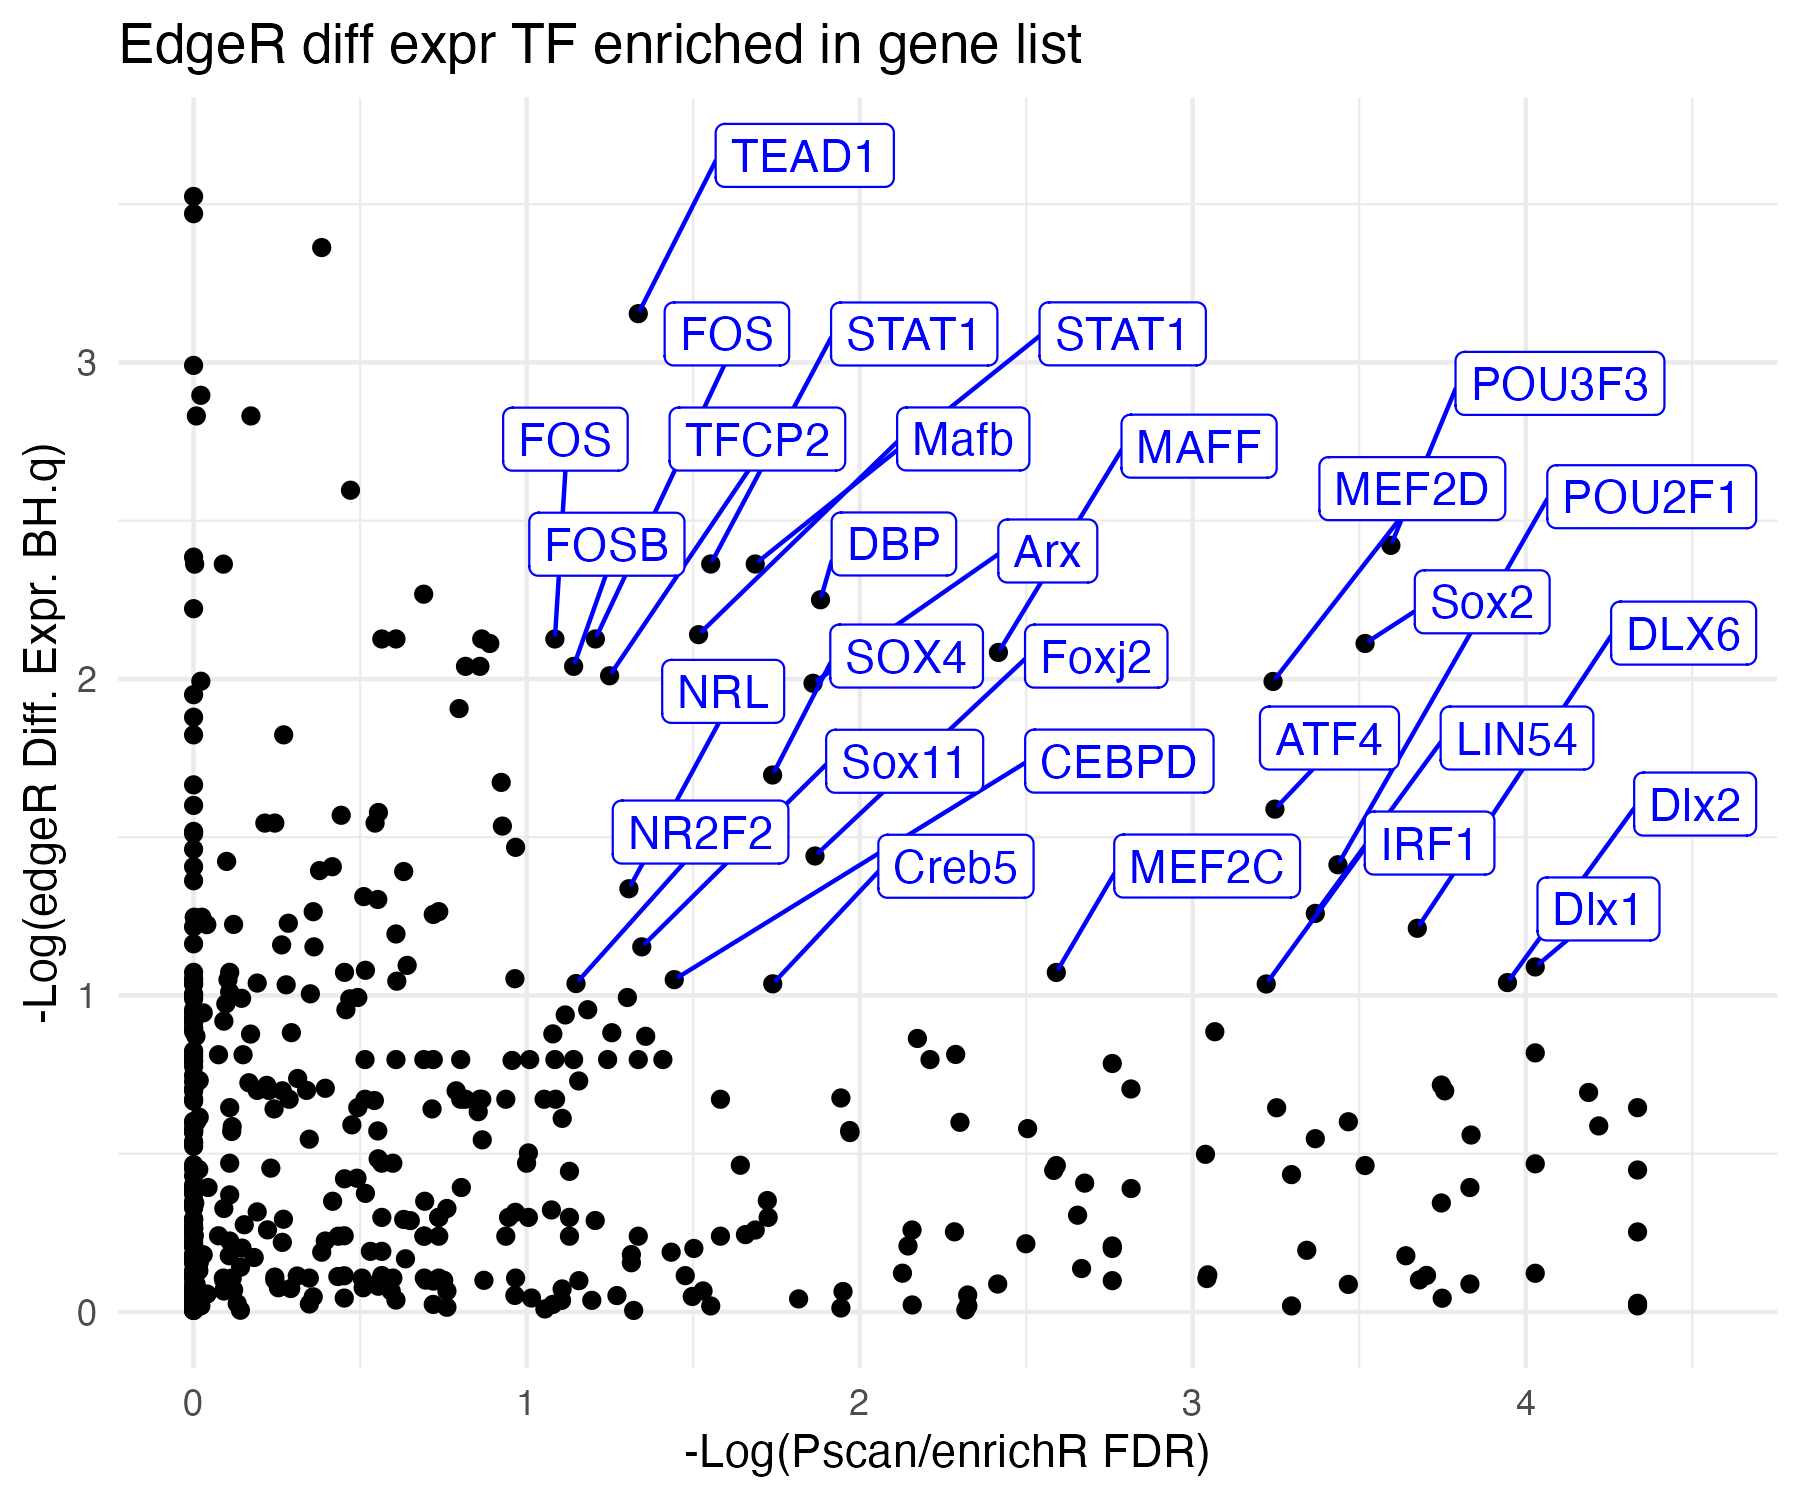 EdgeR diff expr TF enriched in gene list
TEAD1
FOS
STAT1
STAT1
POU3F3
FOS
TFCP2
Mafb
MAFF
MEF2D
POU2F1
FOSB
DBP
Arx
Sox2
DLX6
SOX4
Foxj2
NRL
ATF4
LIN54
Sox11
CEBPD
Dlx2
NR2F2
IRF1
Creb5
MEF2C
Dlx1
3
2
1
0
-Log(edgeR Diff. Expr. BH.q)
0
1
2
3
4
-Log(Pscan/enrichR FDR)